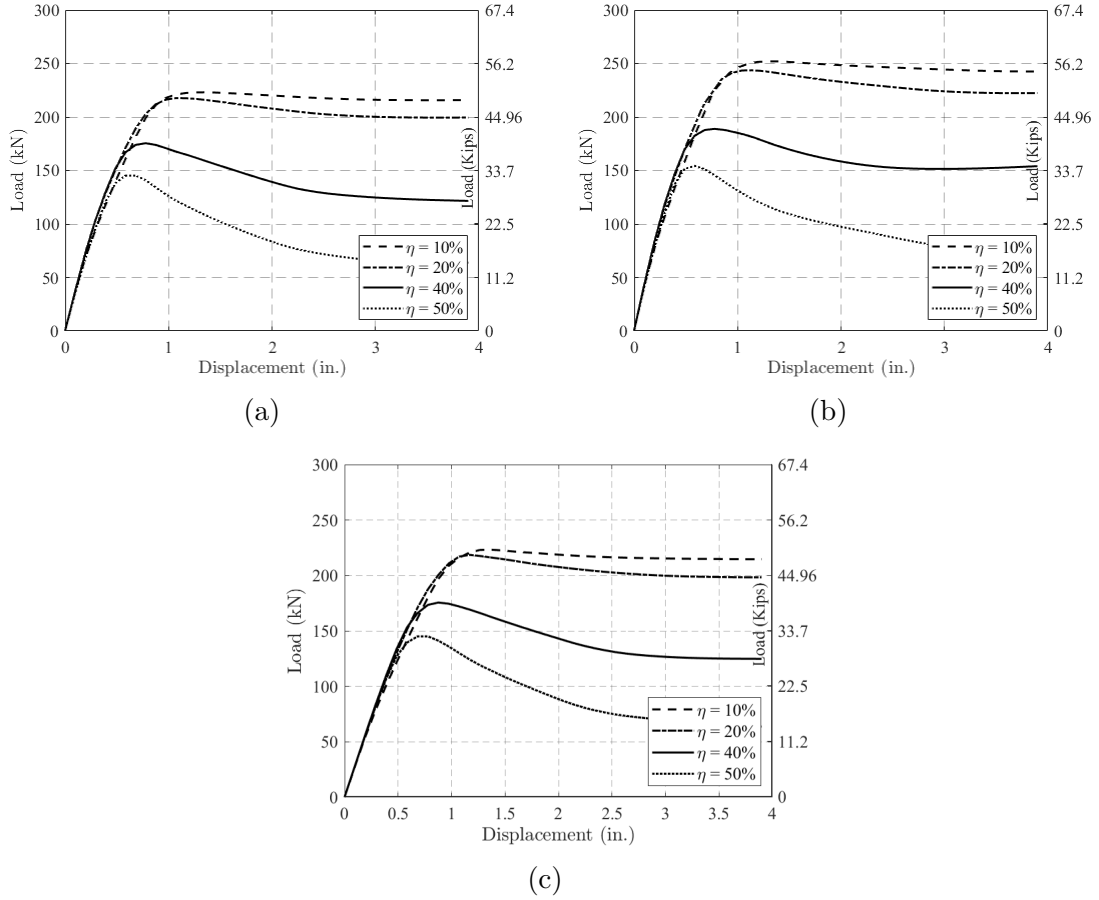 300
250
200
150
100
50
0
Load (kN)
67.4
56.2
44.96
33.7
22.5
11.2
0
Load (Kips)
η = 10%
η = 20%
η = 40%
η = 50%
0 1 2 3 4
Displacement (in.)
(a)
300
250
200
150
100
50
0
Load (kN)
67.4
56.2
44.96
33.7
22.5
11.2
0
Load (Kips)
η = 10%
η = 20%
η = 40%
η = 50%
0 1 2 3 4
Displacement (in.)
(b)
300
250
200
150
100
50
0
Load (kN)
67.4
56.2
44.96
33.7
22.5
11.2
0
Load (Kips)
η = 10%
η = 20%
η = 40%
η = 50%
0 0.5 1 1.5 2 2.5 3 3.5 4
Displacement (in.)
(c)